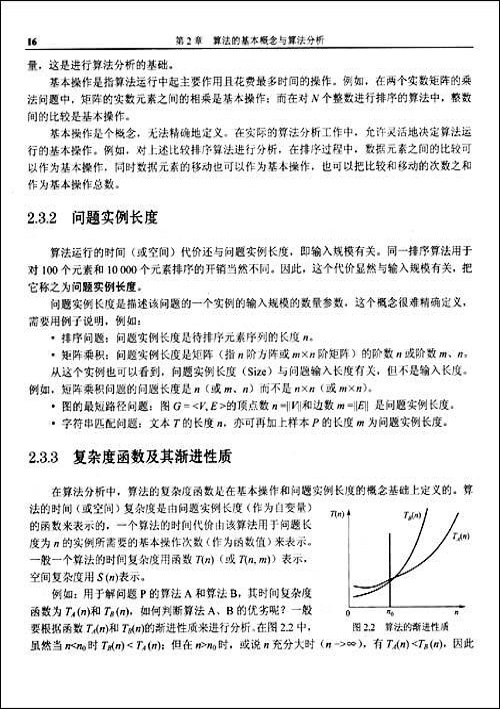 16 第 2 章 算法的基本概念与算法分析
量，这是进行算法分析的基础。
基本操作是指算法运行中起主要作用且花费最多时间的操作。例如，在两个实数矩阵的乘
法问题中，矩阵的实数元素之间的相乘是基本操作；而在对 N 个整数进行排序的算法中，整数
间的比较是基本操作。
基本操作是个概念，无法精确地定义。在实际的算法分析工作中，允许灵活地决定算法运
行的基本操作。例如，对上述比较排序算法进行分析，在排序过程中，数据元素之间的比较可
以作为基本操作，同时数据元素的移动也可以作为基本操作，也可以把比较和移动的次数之和
作为基本操作总数。
2.3.2 问题实例长度
算法运行的时间（或空间）代价还与问题实例长度，即输入规模有关。同一排序算法用于
对 100 个元素和 10 000 个元素排序的开销当然不同。因此，这个代价显然与输入规模有关，把
它称之为问题实例长度。
问题实例长度是描述该问题的一个实例的输入规模的数量参数，这个概念很难精确定义，
需要用例子说明，例如：
• 排序问题：问题实例长度是待排序元素序列的长度 n。
• 矩阵乘积：问题实例长度是矩阵（指 n 阶方阵或 m×n 阶矩阵）的阶数 n 或阶数 m、n。
从这个实例也可以看到，问题实例长度（Size）与问题输入长度有关，但不是输入长度。
例如，矩阵乘积问题的问题长度是 n（或 m、n）而不是 n×n（或 m×n）。
• 图的最短路径问题：图 G = <V, E >的顶点数 n =||V||和边数 m =||E|| 是问题实例长度。
• 字符串匹配问题：文本 T 的长度 n，亦可再加上样本 P 的长度 m 为问题实例长度。
2.3.3 复杂度函数及其渐进性质
在算法分析中，算法的复杂度函数是在基本操作和问题实例长度的概念基础上定义的。算
法的时间（或空间）复杂度是由问题实例长度（作为自变量）
的函数来表示的，一个算法的时间代价由该算法用于问题长
度为 n 的实例所需要的基本操作次数（作为函数值）来表示。
一般一个算法的时间复杂度用函数 T(n)（或 T(n, m)）表示，
空间复杂度用 S (n)表示。
例如：用于解问题 P 的算法 A 和算法 B，其时间复杂度
函数为 TA (n)和 TB (n)，如何判断算法 A、B 的优劣呢？一般
要根据函数 TA(n)和 TB(n)的渐进性质来进行分析。在图 2.2 中，
T(n) TB(n)
TA(n)
0 n0 n
图 2.2 算法的渐进性质
虽然当 n<n0 时 TB(n) < TA (n)；但在 n>n0 时，或说 n 充分大时（n ->∞），有 TA(n) <TB (n)，因此